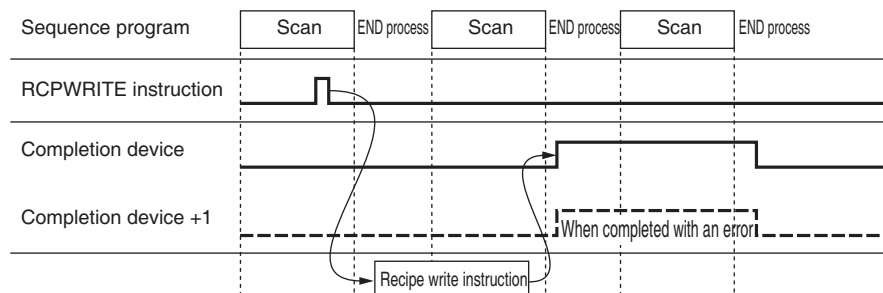 Sequence program Scan END process Scan END process Scan END process
RCPWRITE instruction
Completion device
Completion device +1
When completed with an error
Recipe write instruction